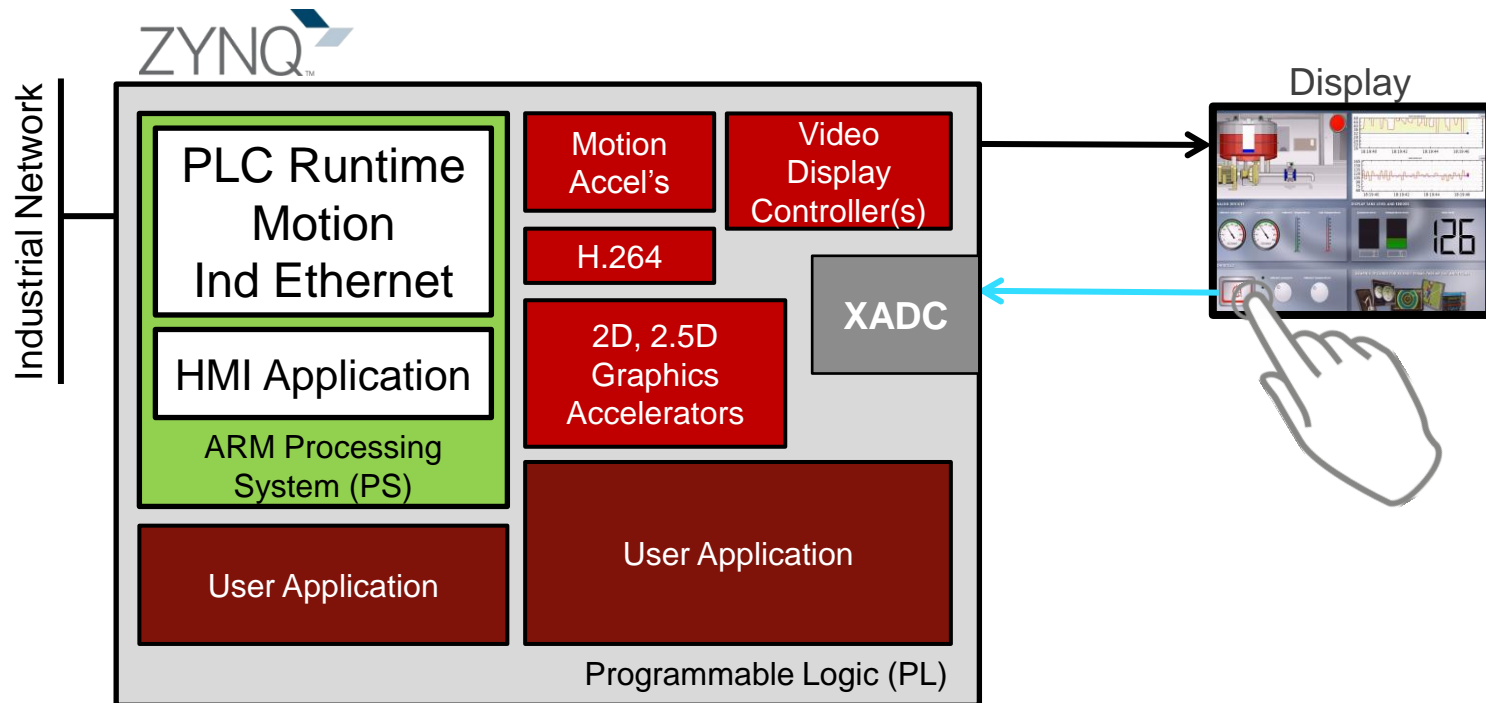 ZYNQ™
Industrial Network
PLC Runtime
Motion
Ind Ethernet
HMI Application
ARM Processing
System (PS)
User Application
Motion
Accel's
Video
Display
Controller(s)
H.264
XADC
2D, 2.5D
Graphics
Accelerators
User Application
Programmable Logic (PL)
Display
126